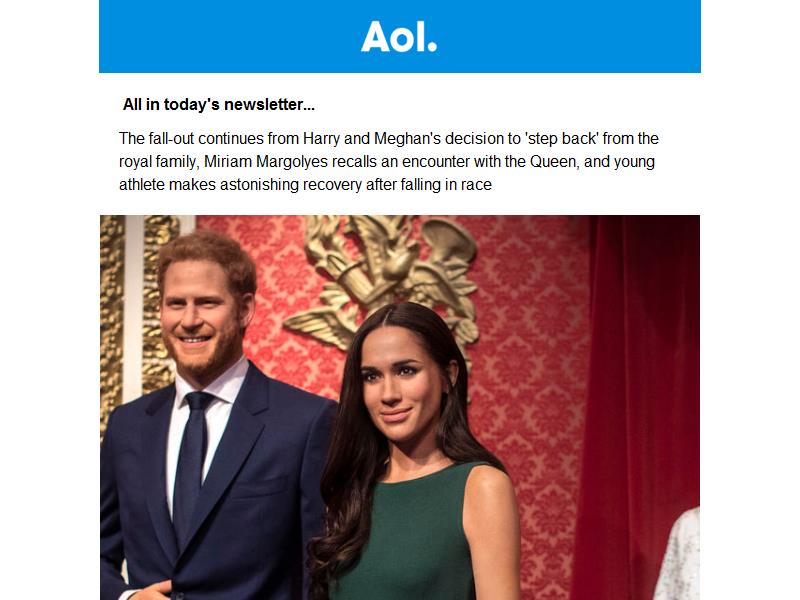 Aol.
All in today's newsletter...
The fall-out continues from Harry and Meghan's decision to 'step back' from the
royal family, Miriam Margolyes recalls an encounter with the Queen, and young
athlete makes astonishing recovery after falling in race